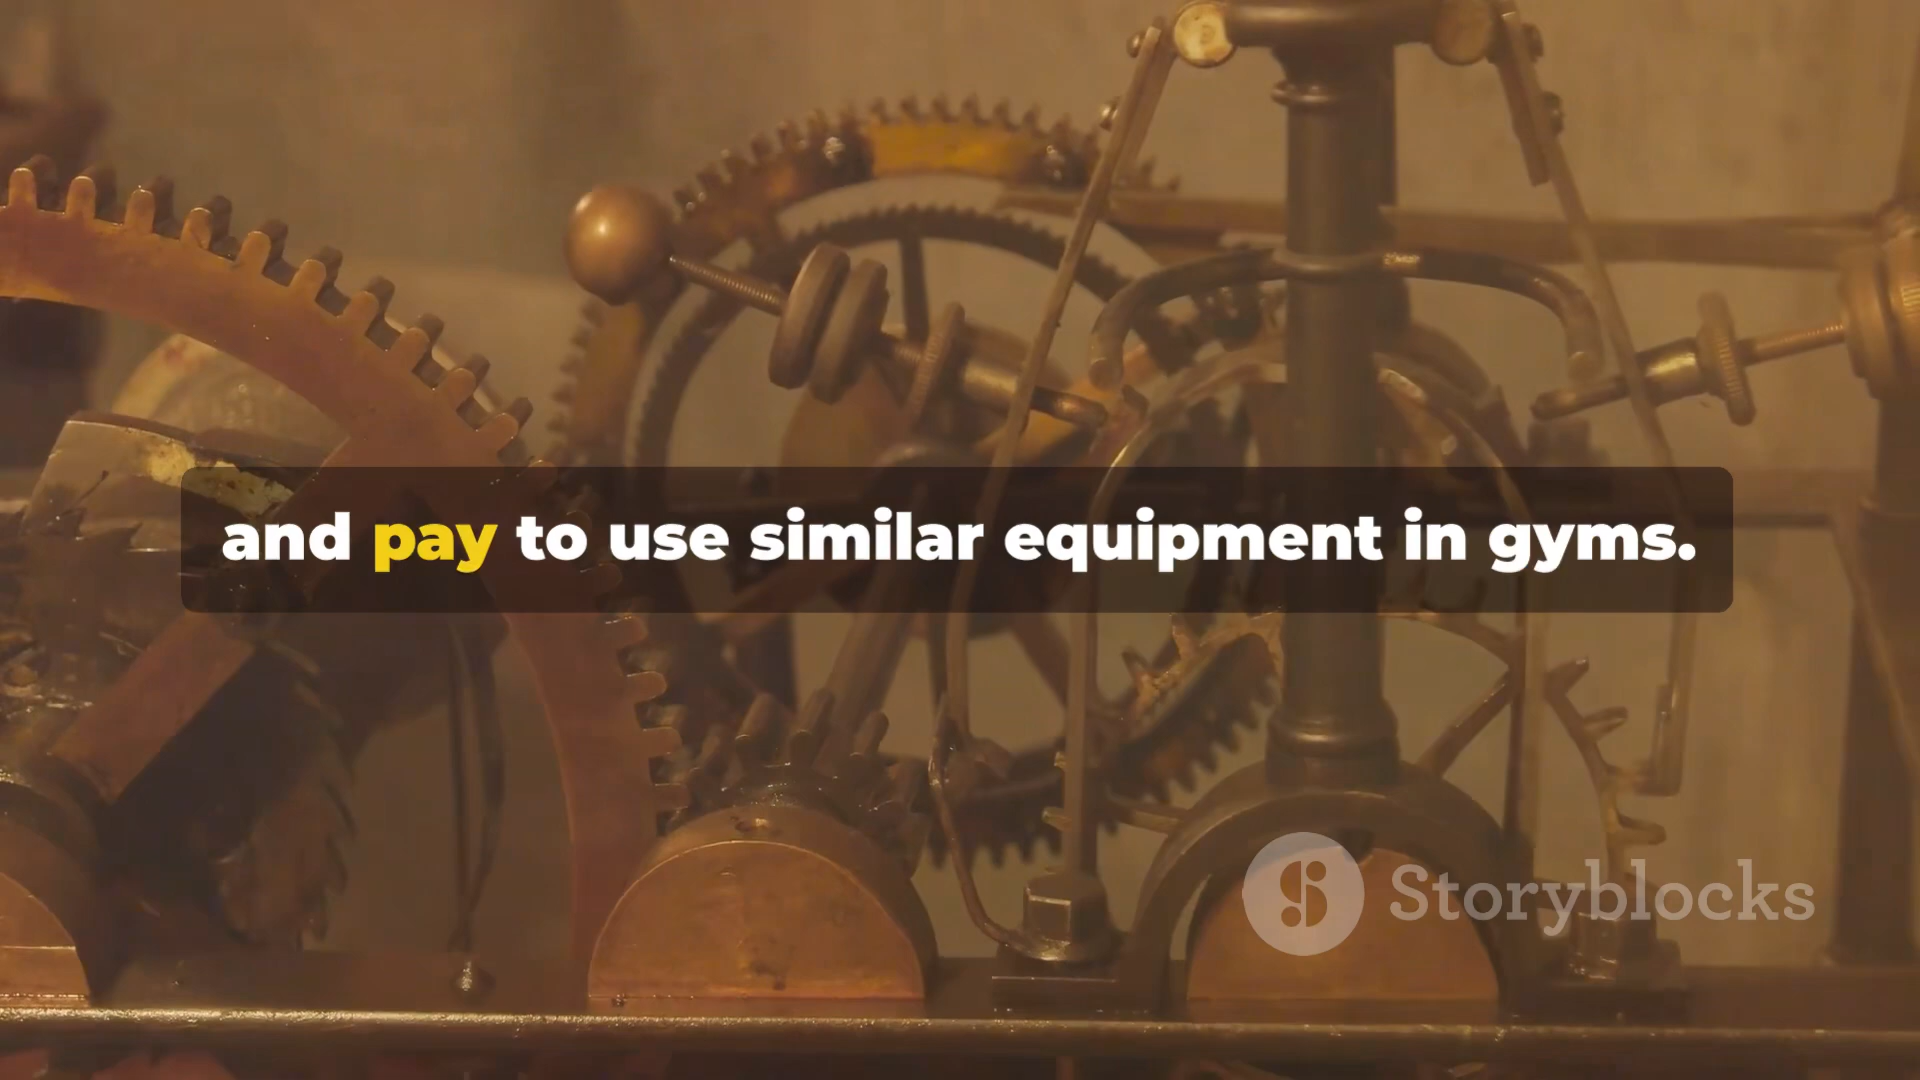 and pay to use similar equipment in gyms.
Storyblocks